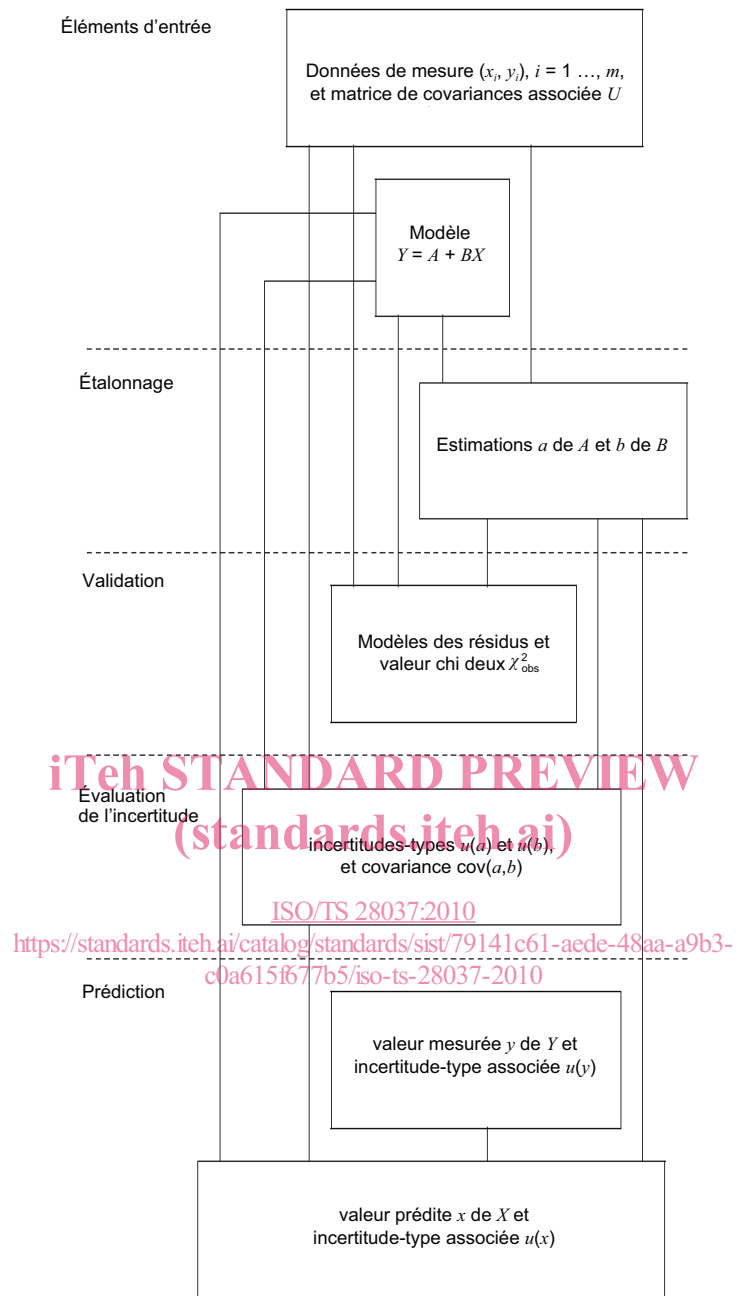 Éléments d'entrée
Données de mesure (xi, yi), i = 1 ..., m,
et matrice de covariances associée U
Modèle
Y = A + BX
Étalonnage
Estimations a de A et b de B
Validation
Modèles des résidus et
valeur chi deux χ²obs
iTeh STANDARD PREVIEW
Évaluation
de l'incertitude
(standards.iteh.ai)
incertitudes-types u(a) et u(b),
et covariance cov(a,b)
ISO/TS 28037:2010
https://standards.iteh.ai/catalog/standards/sist/79141c61-aede-48aa-a9b3-
c0a615f677b5/iso-ts-28037-2010
Prédiction
valeur mesurée y de Y et
incertitude-type associée u(y)
valeur prédite x de X et
incertitude-type associée u(x)